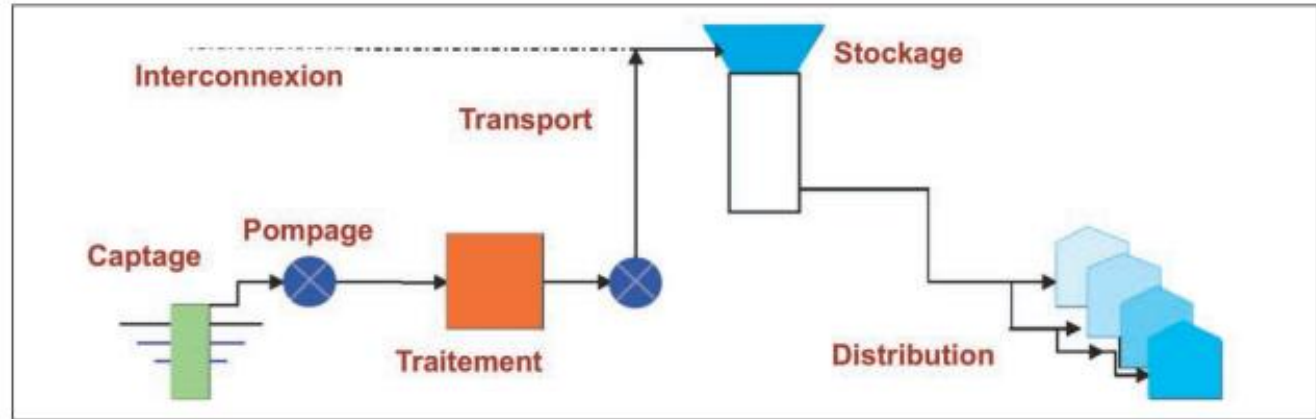 Interconnexion
Stockage
Transport
Pompage
Captage
Traitement
Distribution